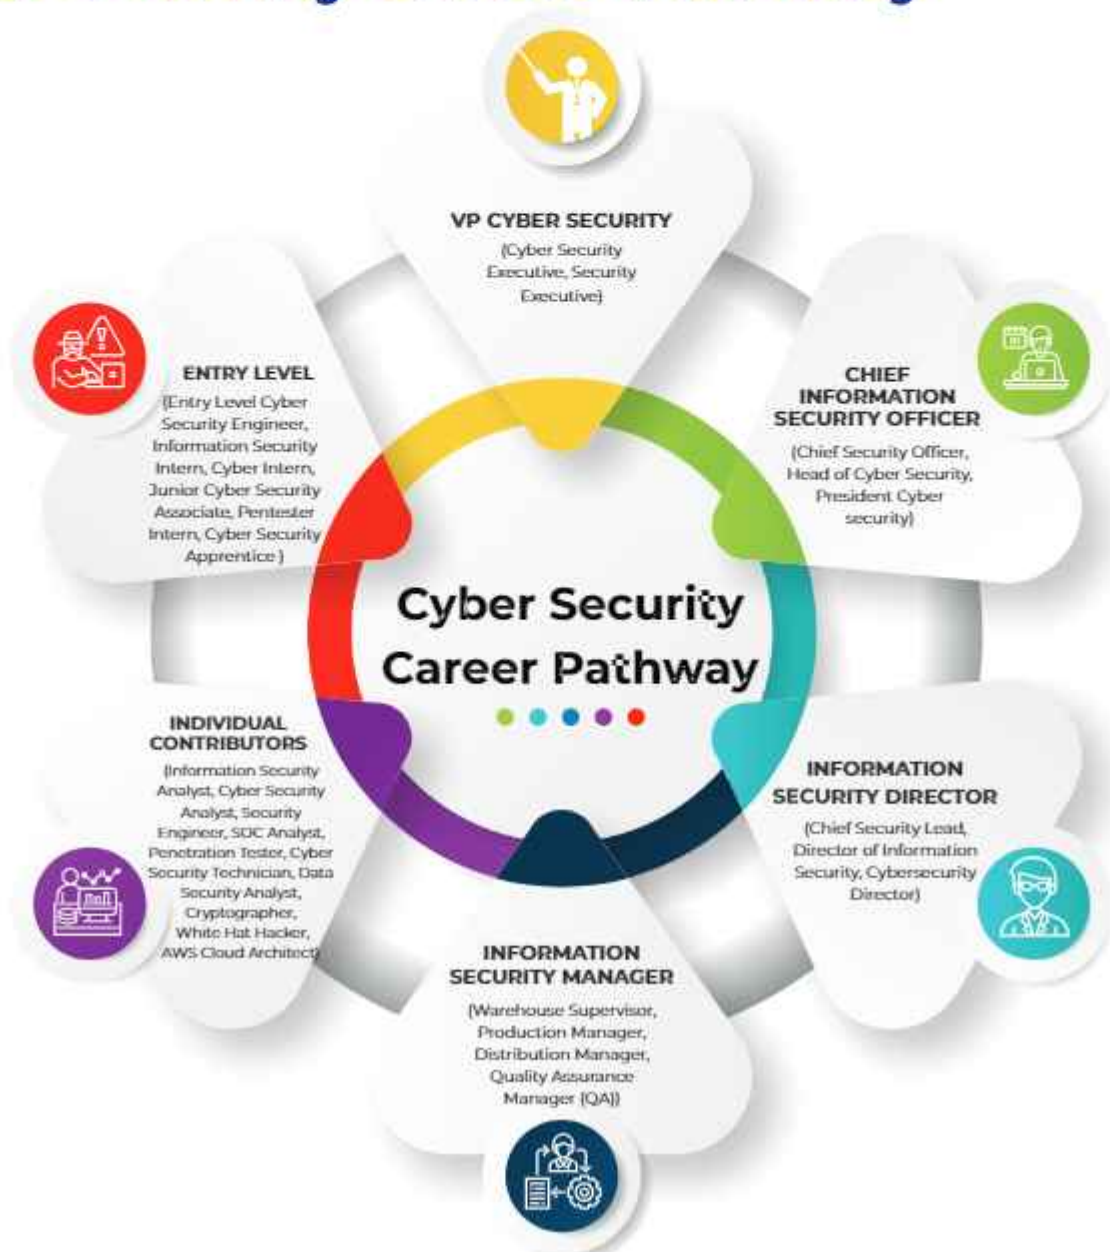 VP CYBER SECURITY
(Cyber Security
Executive, Security
Executive)
CHIEF
INFORMATION
SECURITY OFFICER
(Chief Security Officer,
Head of Cyber Security,
President Cyber
security)
ENTRY LEVEL
(Entry Level Cyber
Security Engineer,
Information Security
Intern, Cyber Intern,
Junior Cyber Security
Associate, Pentester
Intern, Cyber Security
Apprentice )
Cyber Security
Career Pathway
INDIVIDUAL
CONTRIBUTORS
(Information Security
Analyst, Cyber Security
Analyst, Security
Engineer, SOC Analyst,
Penetration Tester, Cyber
Security Technician, Data
Security Analyst,
Cryptographer,
White Hat Hacker,
AWS Cloud Architect)
INFORMATION
SECURITY DIRECTOR
(Chief Security Lead,
Director of Information
Security, Cybersecurity
Director)
INFORMATION
SECURITY MANAGER
(Warehouse Supervisor,
Production Manager,
Distribution Manager,
Quality Assurance
Manager (QA))